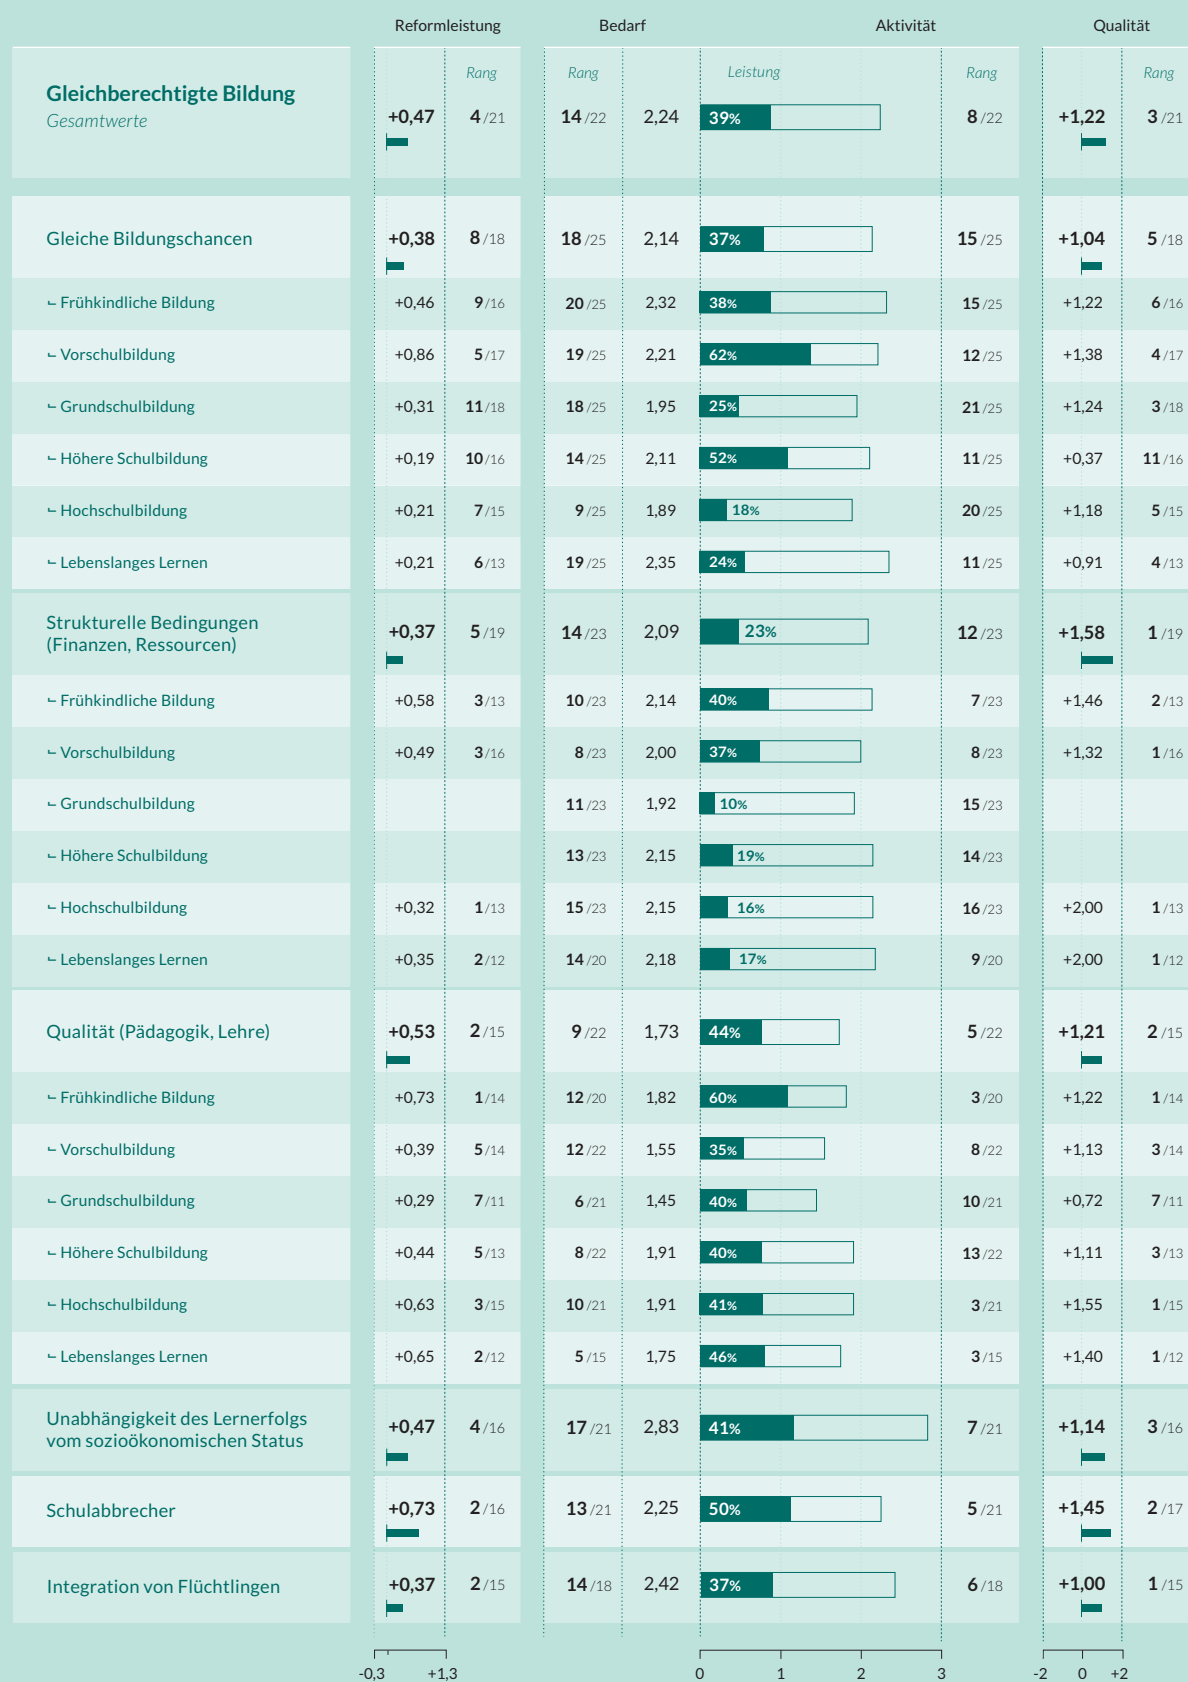 Reformleistung Bedarf Aktivität Qualität
Rang Rang Leistung Rang Rang
Gleichberechtigte Bildung
Gesamtwerte
+0,47 4/21 14/22 2,24 39% 8/22 +1,22 3/21
Gleiche Bildungschancen +0,38 8/18 18/25 2,14 37% 15/25 +1,04 5/18
Frühkindliche Bildung +0,46 9/16 20/25 2,32 38% 15/25 +1,22 6/16
Vorschulbildung +0,86 5/17 19/25 2,21 62% 12/25 +1,38 4/17
Grundschulbildung +0,31 11/18 18/25 1,95 25% 21/25 +1,24 3/18
Höhere Schulbildung +0,19 10/16 14/25 2,11 52% 11/25 +0,37 11/16
Hochschulbildung +0,21 7/15 9/25 1,89 18% 20/25 +1,18 5/15
Lebenslanges Lernen +0,21 6/13 19/25 2,35 24% 11/25 +0,91 4/13
Strukturelle Bedingungen
(Finanzen, Ressourcen)
+0,37 5/19 14/23 2,09 23% 12/23 +1,58 1/19
Frühkindliche Bildung +0,58 3/13 10/23 2,14 40% 7/23 +1,46 2/13
Vorschulbildung +0,49 3/16 8/23 2,00 37% 8/23 +1,32 1/16
Grundschulbildung 11/23 1,92 10% 15/23
Höhere Schulbildung 13/23 2,15 19% 14/23
Hochschulbildung +0,32 1/13 15/23 2,15 16% 16/23 +2,00 1/13
Lebenslanges Lernen +0,35 2/12 14/20 2,18 17% 9/20 +2,00 1/12
Qualität (Pädagogik, Lehre) +0,53 2/15 9/22 1,73 44% 5/22 +1,21 2/15
Frühkindliche Bildung +0,73 1/14 12/20 1,82 60% 3/20 +1,22 1/14
Vorschulbildung +0,39 5/14 12/22 1,55 35% 8/22 +1,13 3/14
Grundschulbildung +0,29 7/11 6/21 1,45 40% 10/21 +0,72 7/11
Höhere Schulbildung +0,44 5/13 8/22 1,91 40% 13/22 +1,11 3/13
Hochschulbildung +0,63 3/15 10/21 1,91 41% 3/21 +1,55 1/15
Lebenslanges Lernen +0,65 2/12 5/15 1,75 46% 3/15 +1,40 1/12
Unabhängigkeit des Lernerfolgs
vom sozioökonomischen Status
+0,47 4/16 17/21 2,83 41% 7/21 +1,14 3/16
Schulabbrecher +0,73 2/16 13/21 2,25 50% 5/21 +1,45 2/17
Integration von Flüchtlingen +0,37 2/15 14/18 2,42 37% 6/18 +1,00 1/15
-0,3 +1,3 0 1 2 3 -2 0 +2